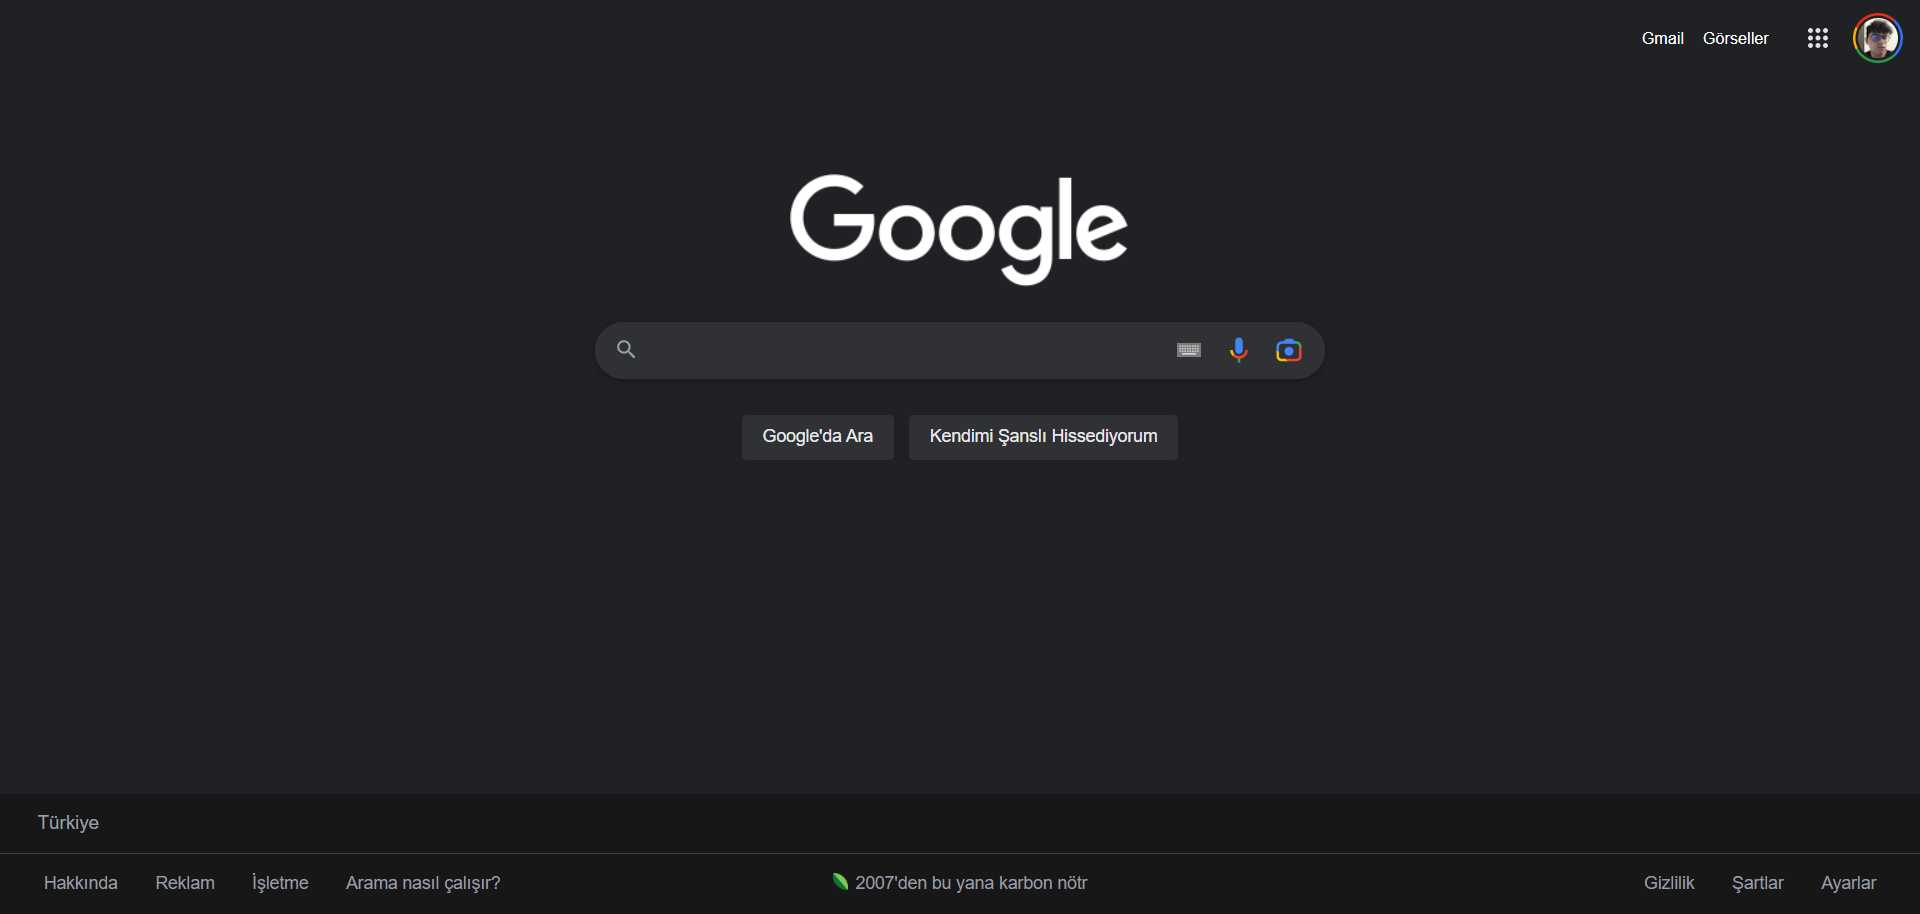 Gmail Görseller
Google
Google'da Ara Kendimi Şanslı Hissediyorum
Türkiye
Hakkında Reklam İşletme Arama nasıl çalışır? 2007'den bu yana karbon nötr Gizlilik Şartlar Ayarlar